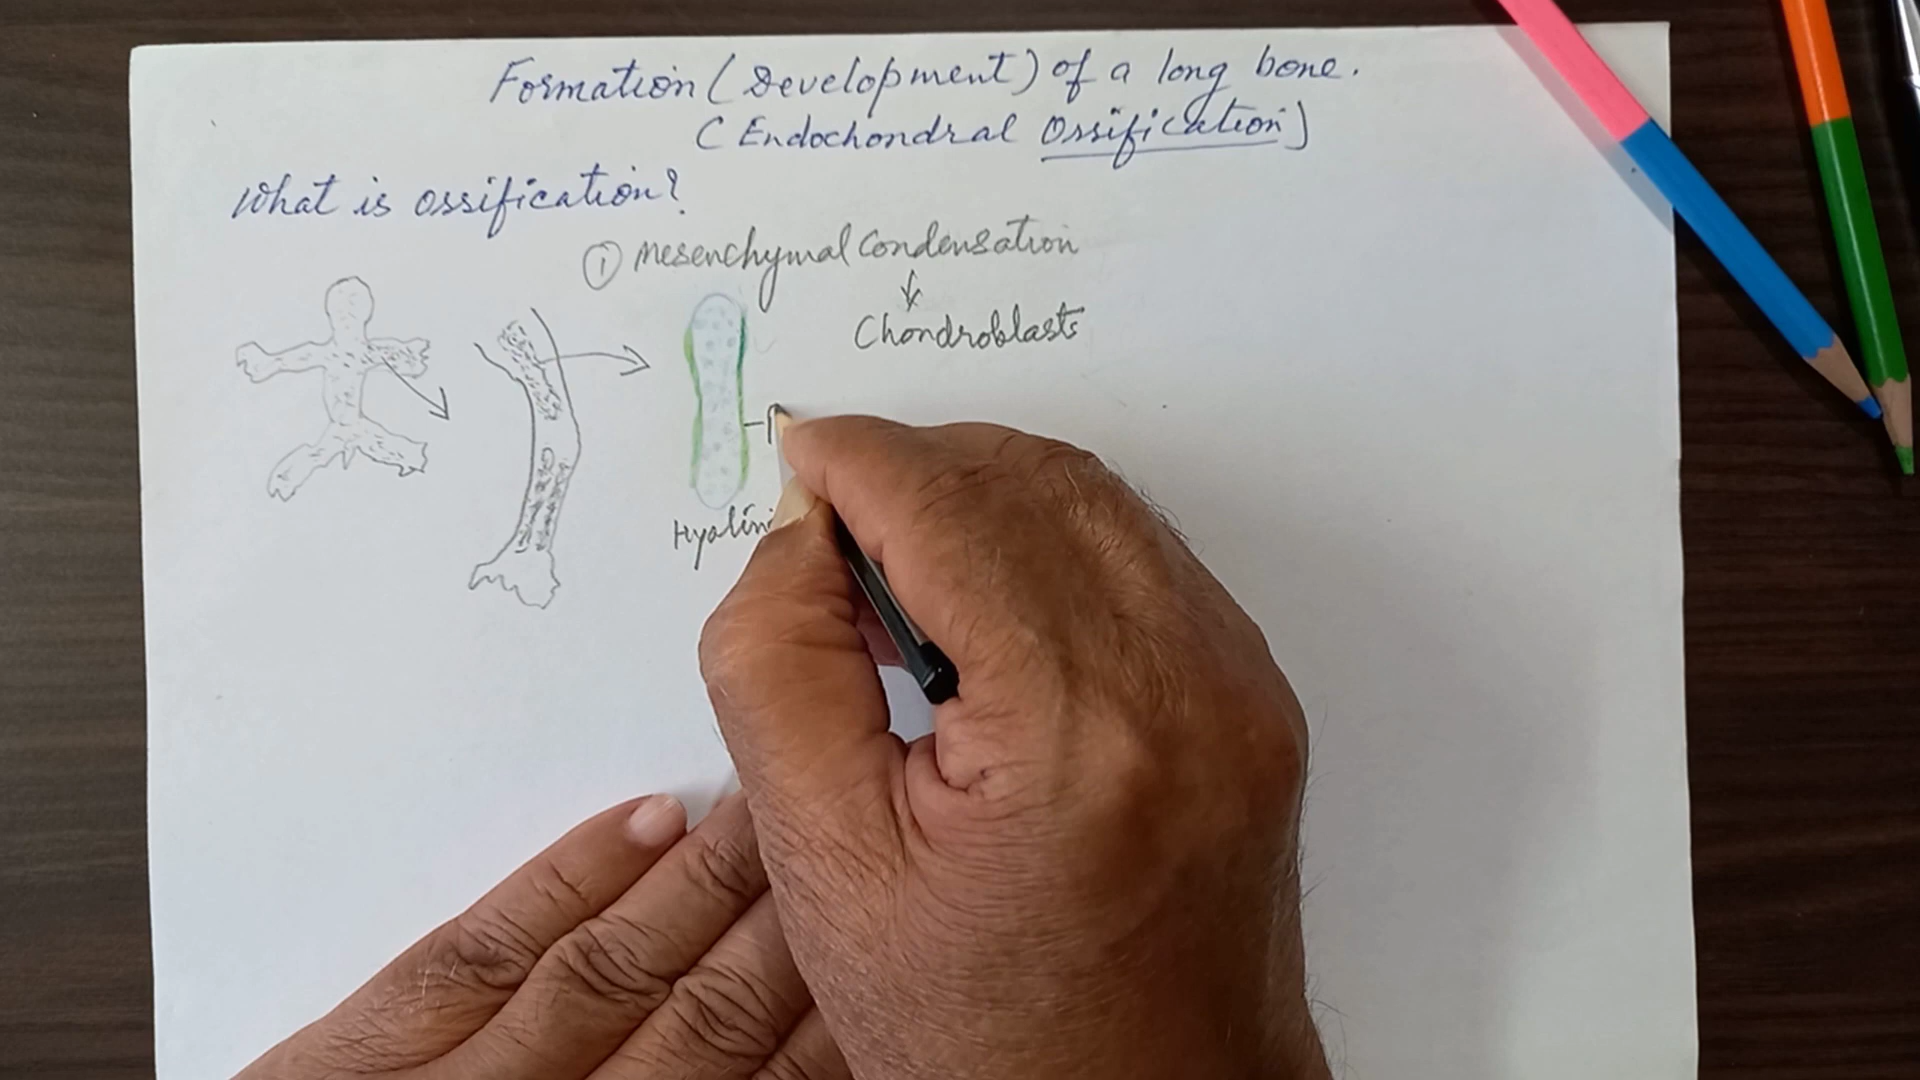 Formation (Development) of a long bone.
(Endochondral Ossification)
What is ossification?
① Mesenchymal Condensation
Chondroblasts